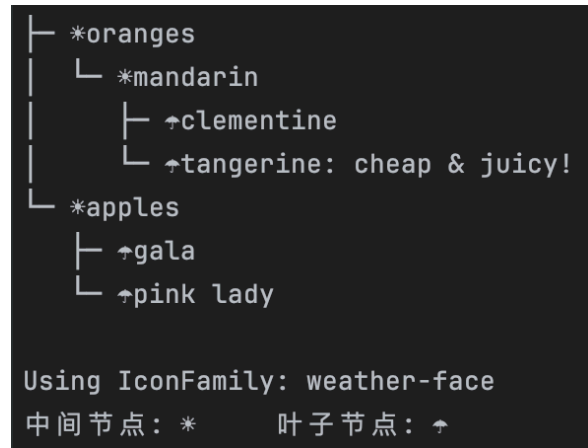 ├─ ☀oranges
│  └─ ☀mandarin
│     ├─ ☂clementine
│     └─ ☂tangerine: cheap & juicy!
└─ ☀apples
   ├─ ☂gala
   └─ ☂pink lady
Using IconFamily: weather-face
中间节点: ☀    叶子节点: ☂